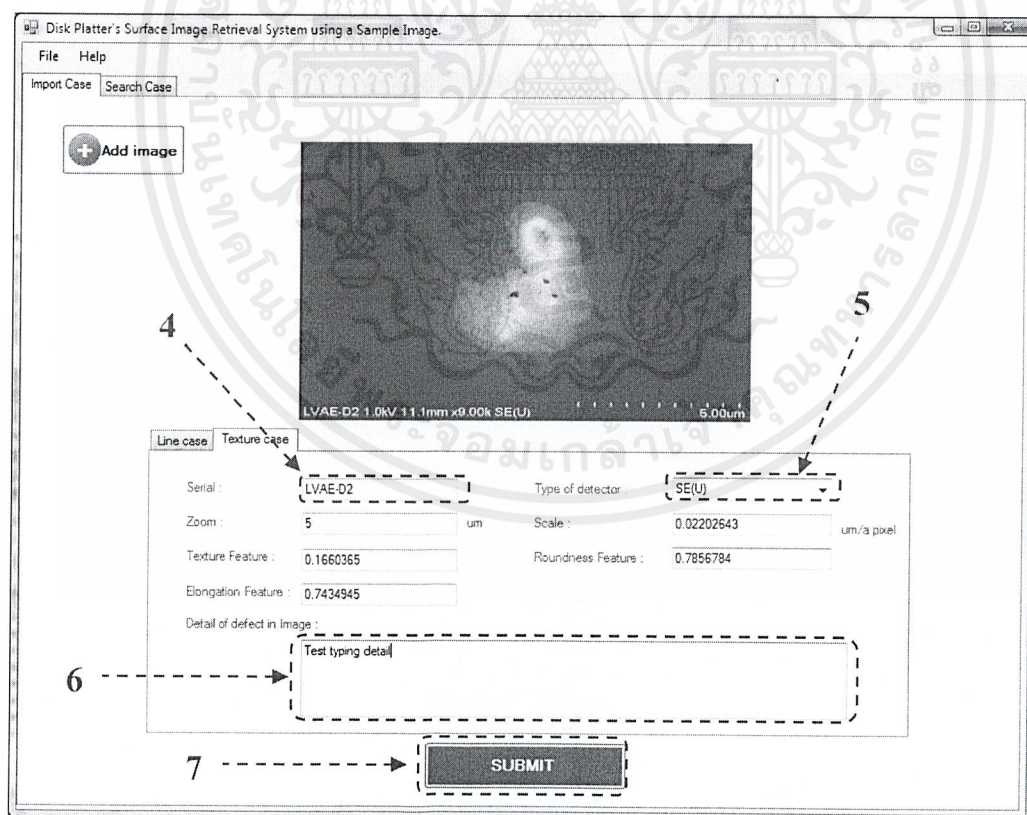 Disk Platter's Surface Image Retrieval System using a Sample Image.
File Help
Import Case Search Case
Add image
LVAE-D2 1.0kV 11.1mm x9.00k SE(U) 5.00um
4
5
Line case Texture case
Serial : LVAE-D2 Type of detector : SE(U)
Zoom : 5 um Scale : 0.02202643 um/a pixel
Texture Feature : 0.1660365 Roundness Feature : 0.7856784
Elongation Feature : 0.7434945
Detail of defect in Image :
Test typing detail
6
7
SUBMIT